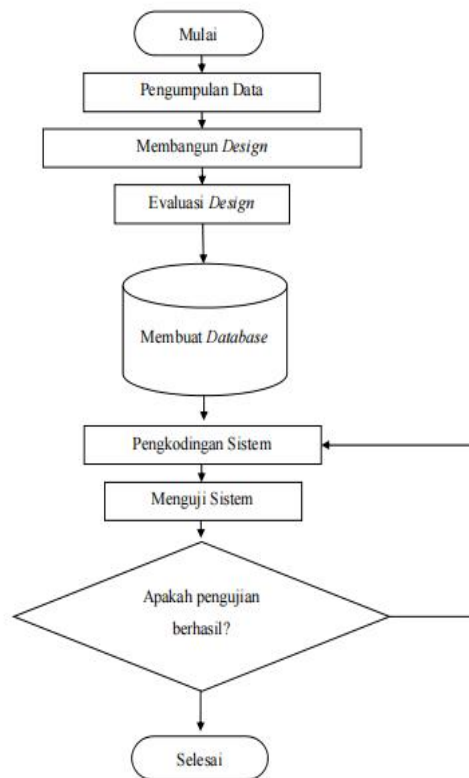 Mulai
Pengumpulan Data
Membangun Design
Evaluasi Design
Membuat Database
Pengkodingan Sistem
Menguji Sistem
Apakah pengujian
berhasil?
Selesai